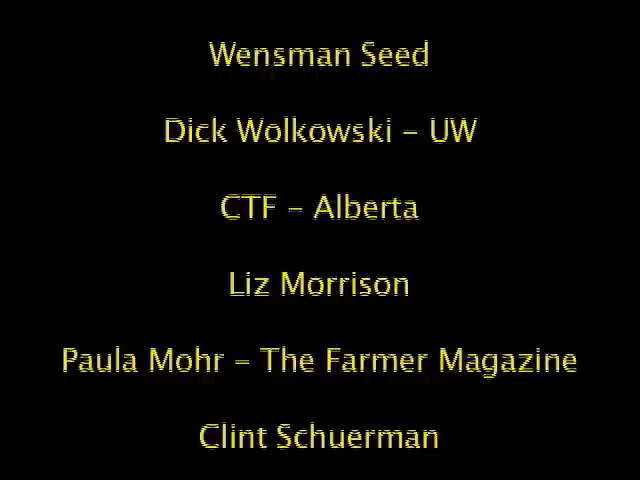 Wensman Seed
Dick Wolkowski - UW
CTF - Alberta
Liz Morrison
Paula Mohr - The Farmer Magazine
Clint Schuerman